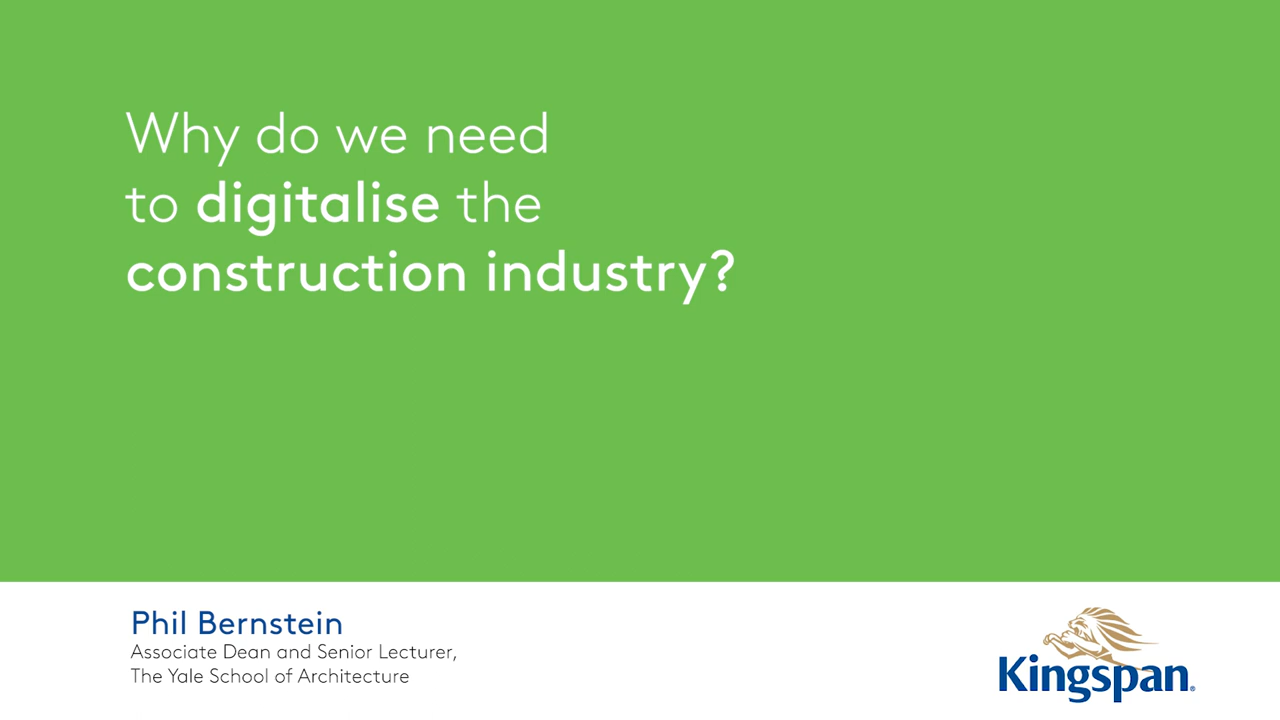 Why do we need
to digitalise the
construction industry?
Phil Bernstein
Associate Dean and Senior Lecturer,
The Yale School of Architecture
Kingspan®